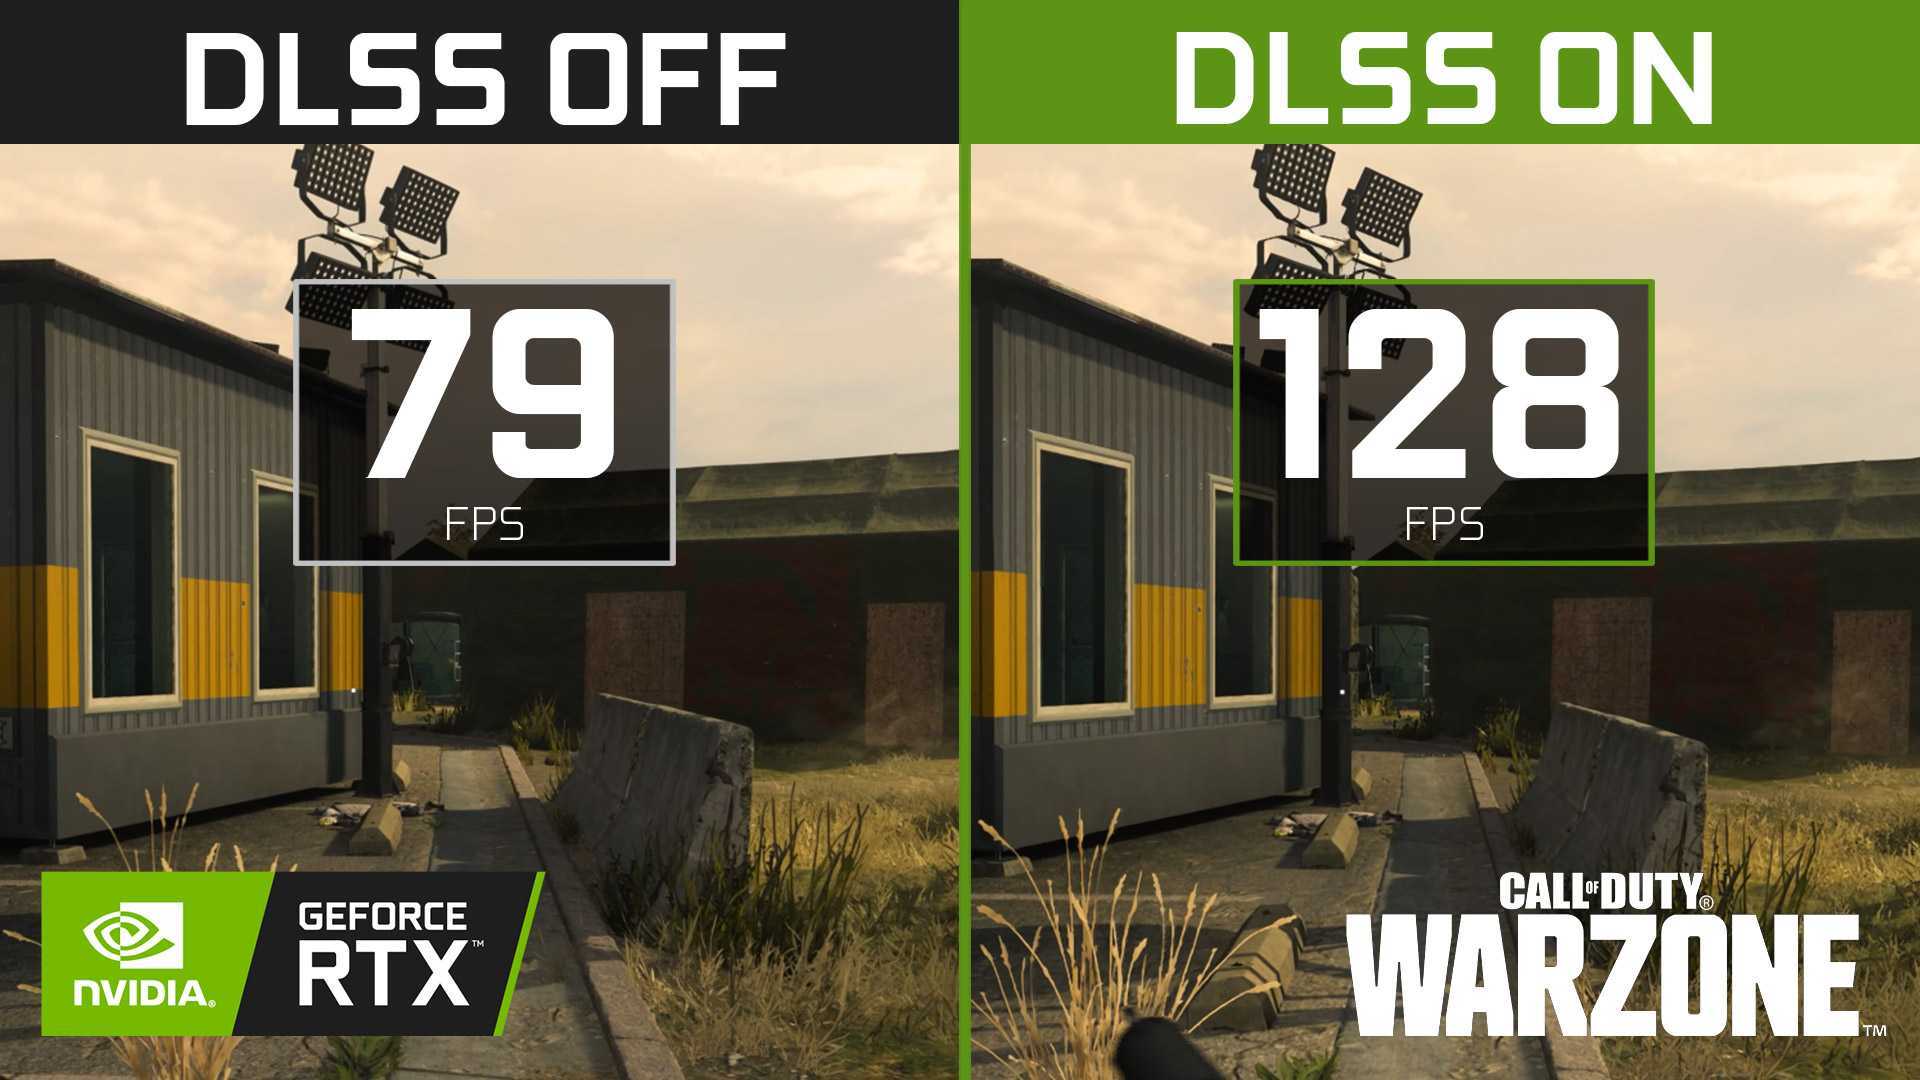 DLSS OFF
DLSS ON
79
FPS
128
FPS
NVIDIA®
GEFORCE
RTX™
CALL OF DUTY®
WARZONE™